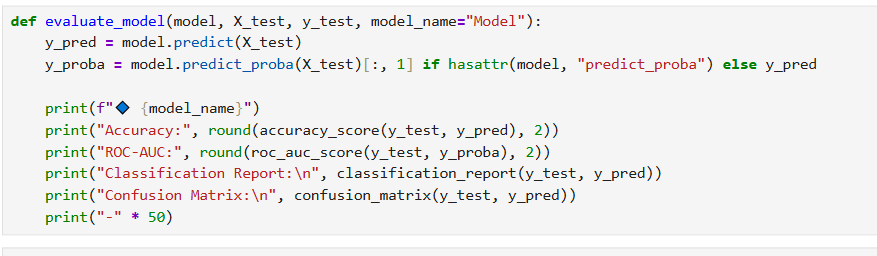 def evaluate_model(model, X_test, y_test, model_name="Model"):
    y_pred = model.predict(X_test)
    y_proba = model.predict_proba(X_test)[:, 1] if hasattr(model, "predict_proba") else y_pred

    print(f"🔷 {model_name}")
    print("Accuracy:", round(accuracy_score(y_test, y_pred), 2))
    print("ROC-AUC:", round(roc_auc_score(y_test, y_proba), 2))
    print("Classification Report:\n", classification_report(y_test, y_pred))
    print("Confusion Matrix:\n", confusion_matrix(y_test, y_pred))
    print("-" * 50)